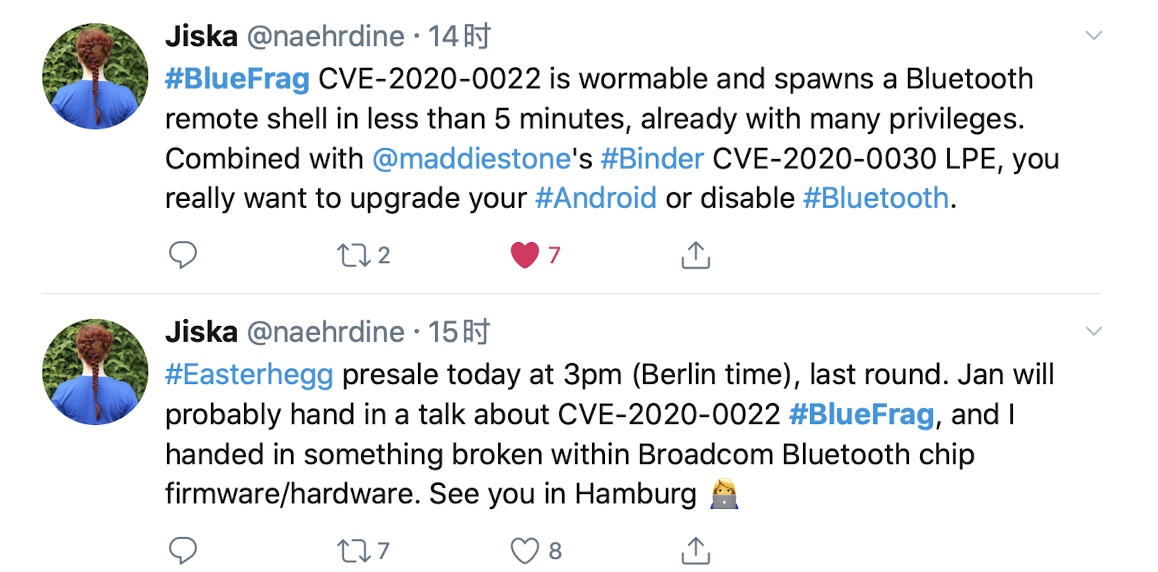 Jiska @naehrdine · 14时
#BlueFrag CVE-2020-0022 is wormable and spawns a Bluetooth
remote shell in less than 5 minutes, already with many privileges.
Combined with @maddiestone's #Binder CVE-2020-0030 LPE, you
really want to upgrade your #Android or disable #Bluetooth.
2 7
Jiska @naehrdine · 15时
#Easterhegg presale today at 3pm (Berlin time), last round. Jan will
probably hand in a talk about CVE-2020-0022 #BlueFrag, and I
handed in something broken within Broadcom Bluetooth chip
firmware/hardware. See you in Hamburg
7 8